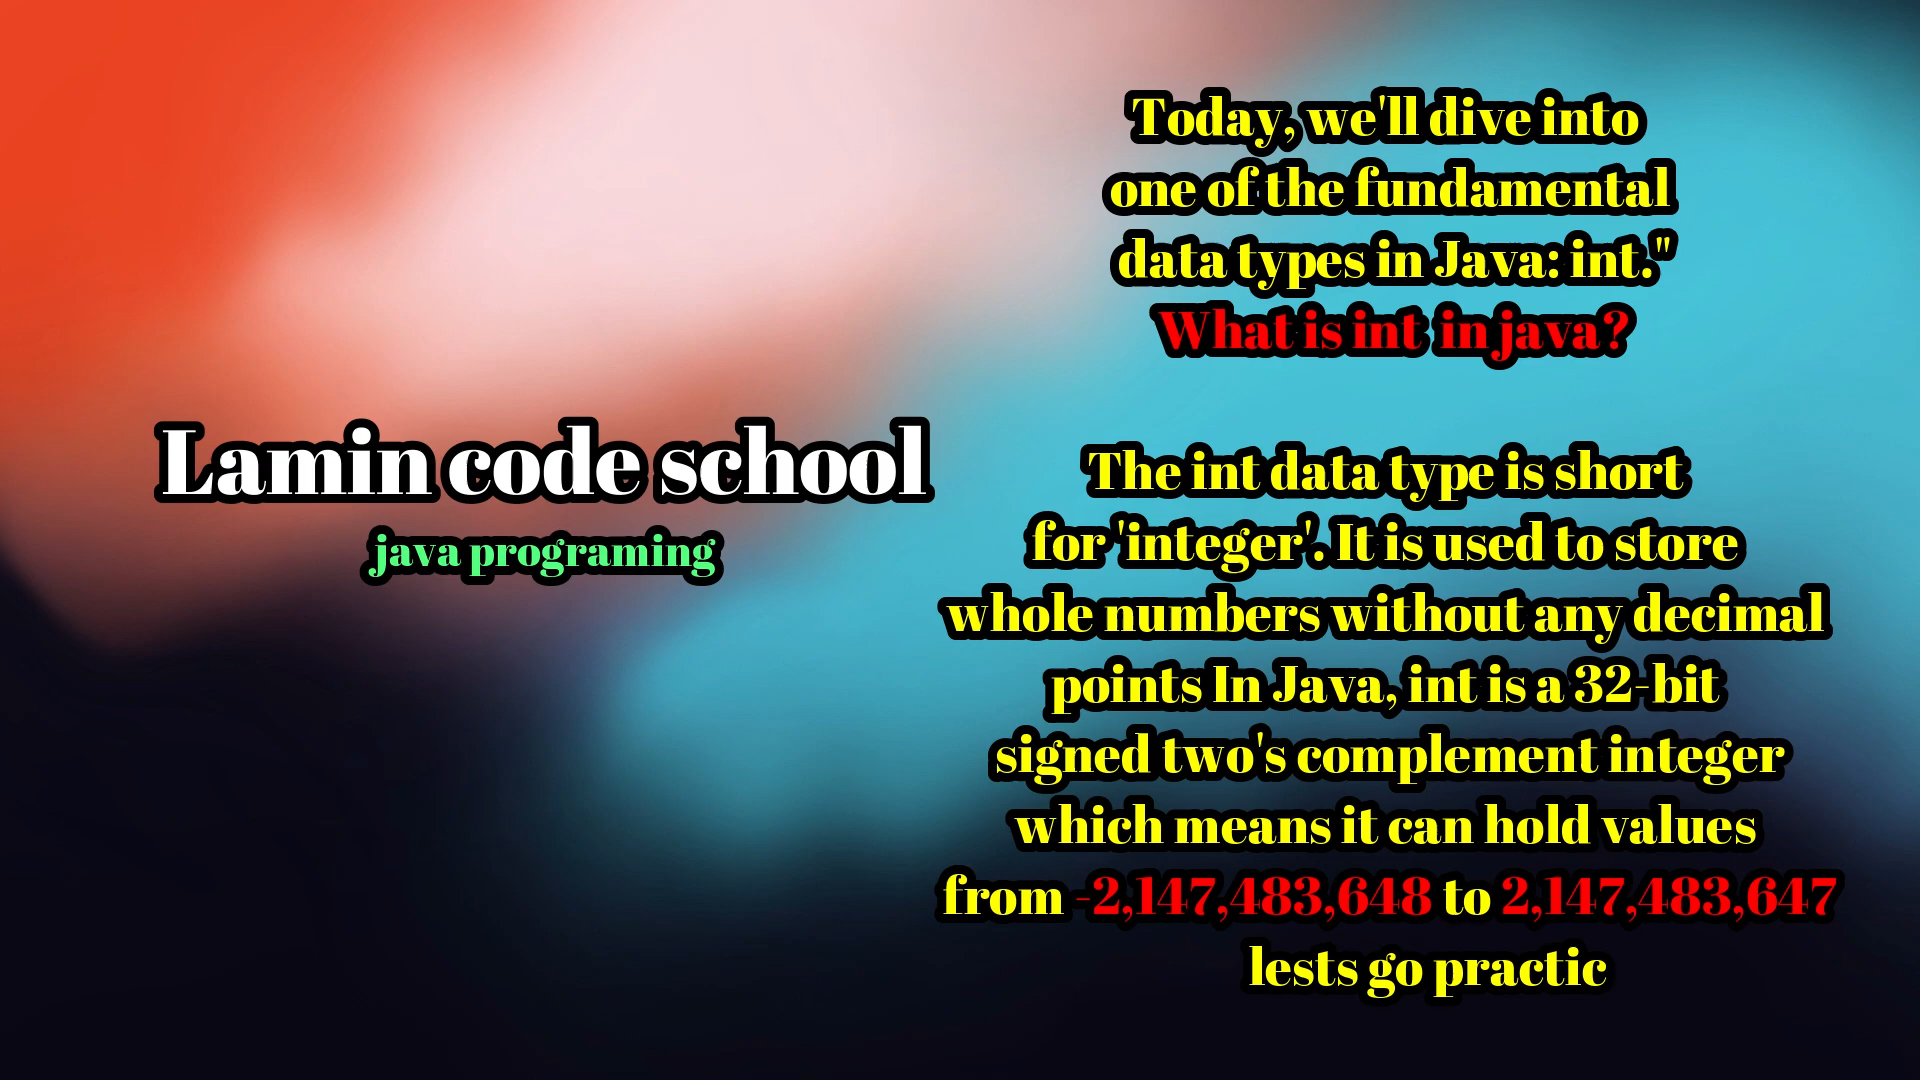 Lamin code school
java programing
Today, we'll dive into
one of the fundamental
data types in Java: int."
What is int in java?
The int data type is short
for 'integer'. It is used to store
whole numbers without any decimal
points In Java, int is a 32-bit
signed two's complement integer
which means it can hold values
from -2,147,483,648 to 2,147,483,647
lests go practic